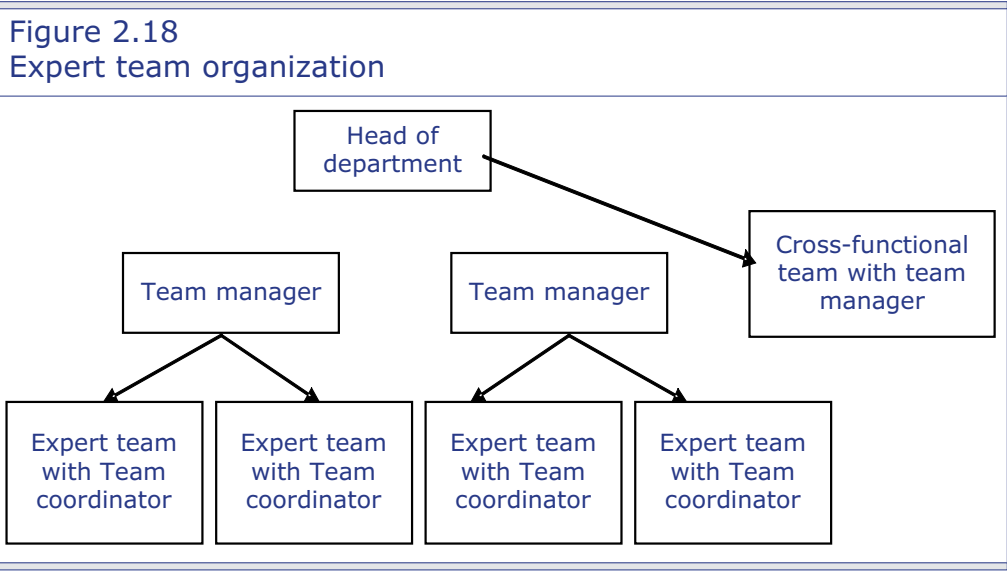 Figure 2.18
Expert team organization
Head of
department
Cross-functional
team with team
manager
Team manager
Team manager
Expert team
with Team
coordinator
Expert team
with Team
coordinator
Expert team
with Team
coordinator
Expert team
with Team
coordinator